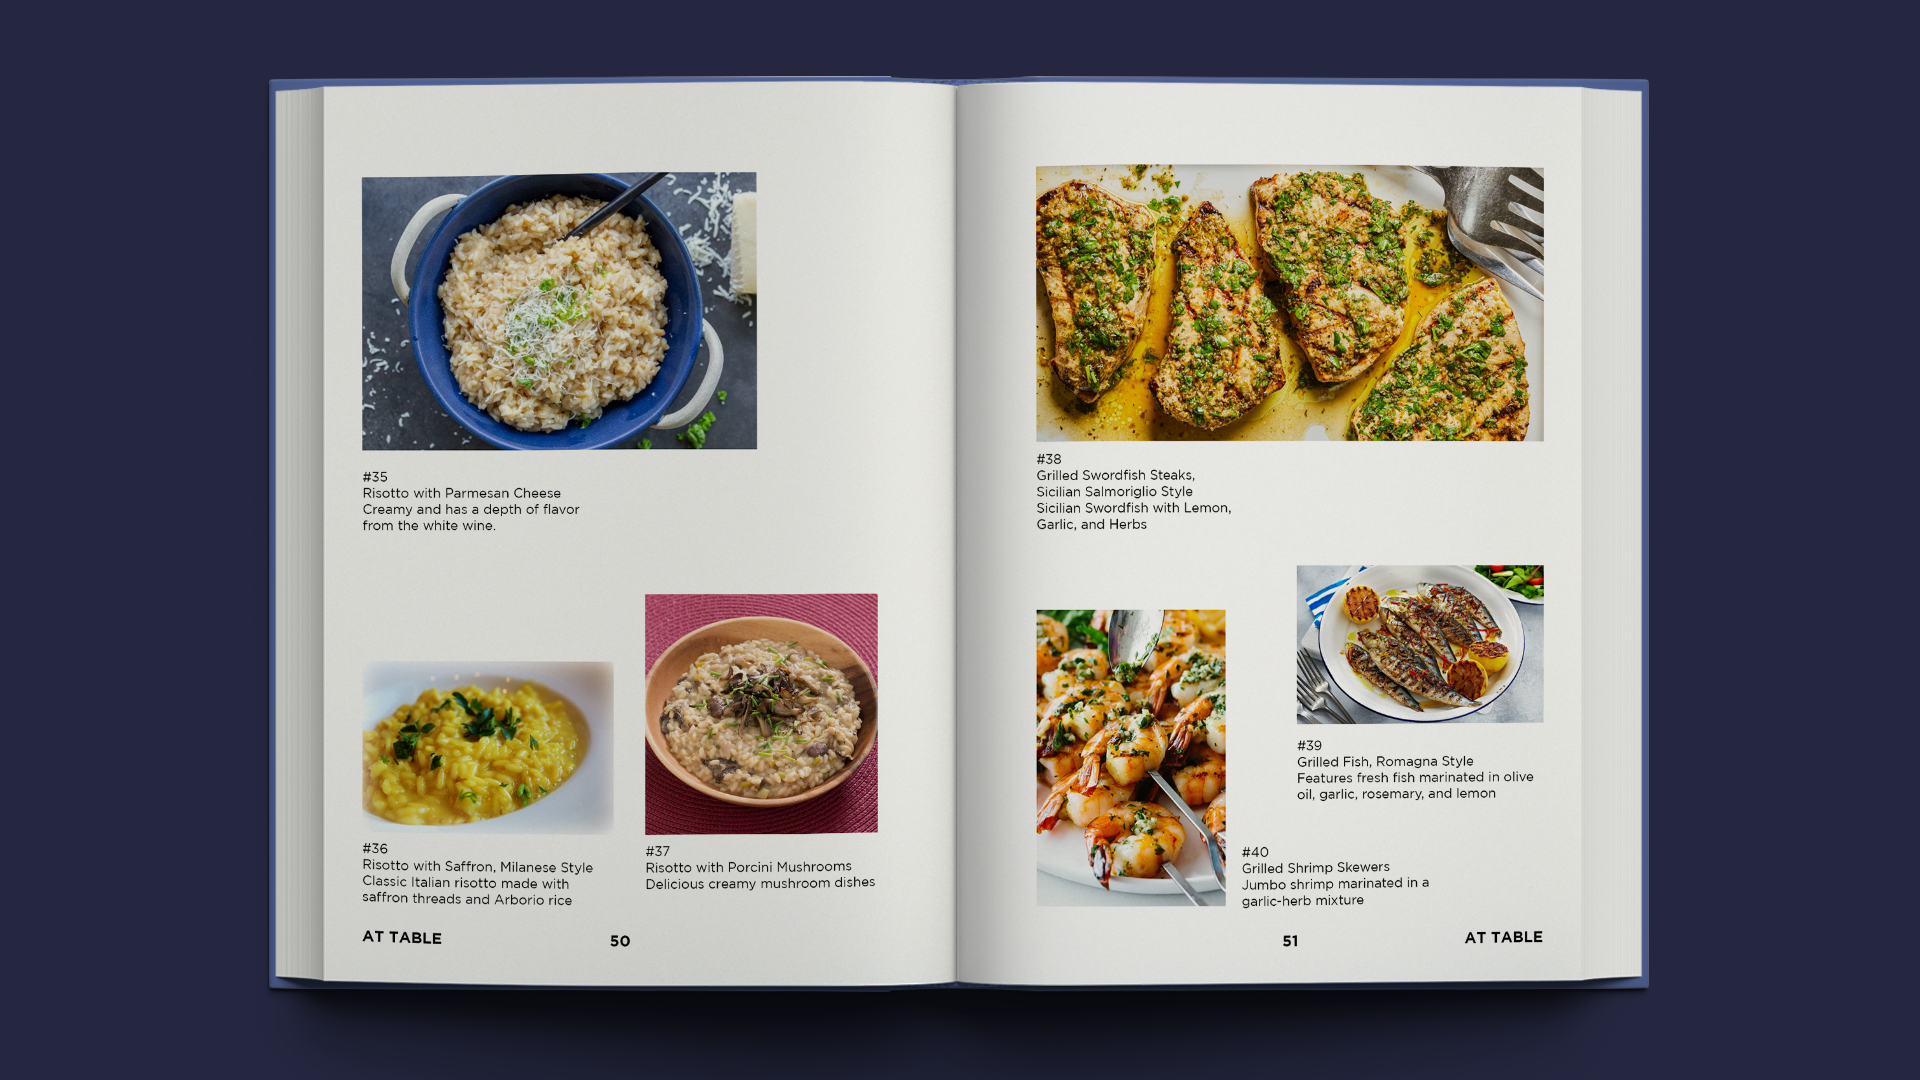 #35
Risotto with Parmesan Cheese
Creamy and has a depth of flavor
from the white wine.
#36
Risotto with Saffron, Milanese Style
Classic Italian risotto made with
saffron threads and Arborio rice
#37
Risotto with Porcini Mushrooms
Delicious creamy mushroom dishes
AT TABLE
50
#38
Grilled Swordfish Steaks,
Sicilian Salmoriglio Style
Sicilian Swordfish with Lemon,
Garlic, and Herbs
#39
Grilled Fish, Romagna Style
Features fresh fish marinated in olive
oil, garlic, rosemary, and lemon
#40
Grilled Shrimp Skewers
Jumbo shrimp marinated in a
garlic-herb mixture
51
AT TABLE